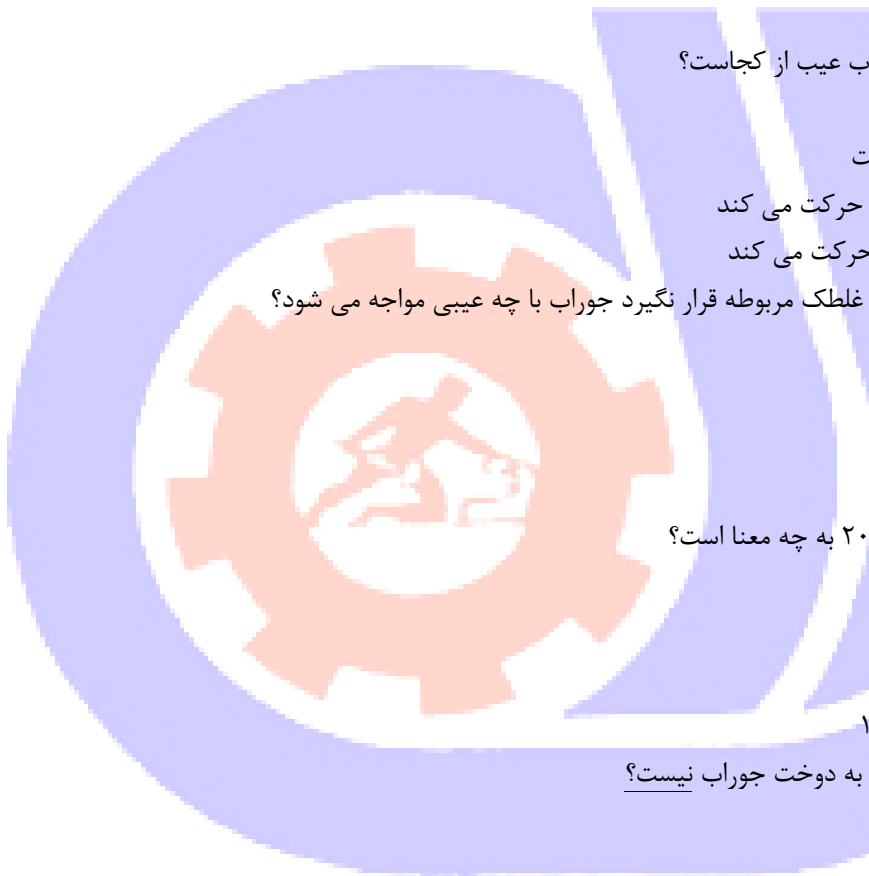 ب عیب از کجاست؟
ت
حرکت می کند
حرکت می کند
غلطک مربوطه قرار نگیرد جوراب با چه عیبی مواجه می شود؟
۲۰ به چه معنا است؟
۱
به دوخت جوراب نیست؟